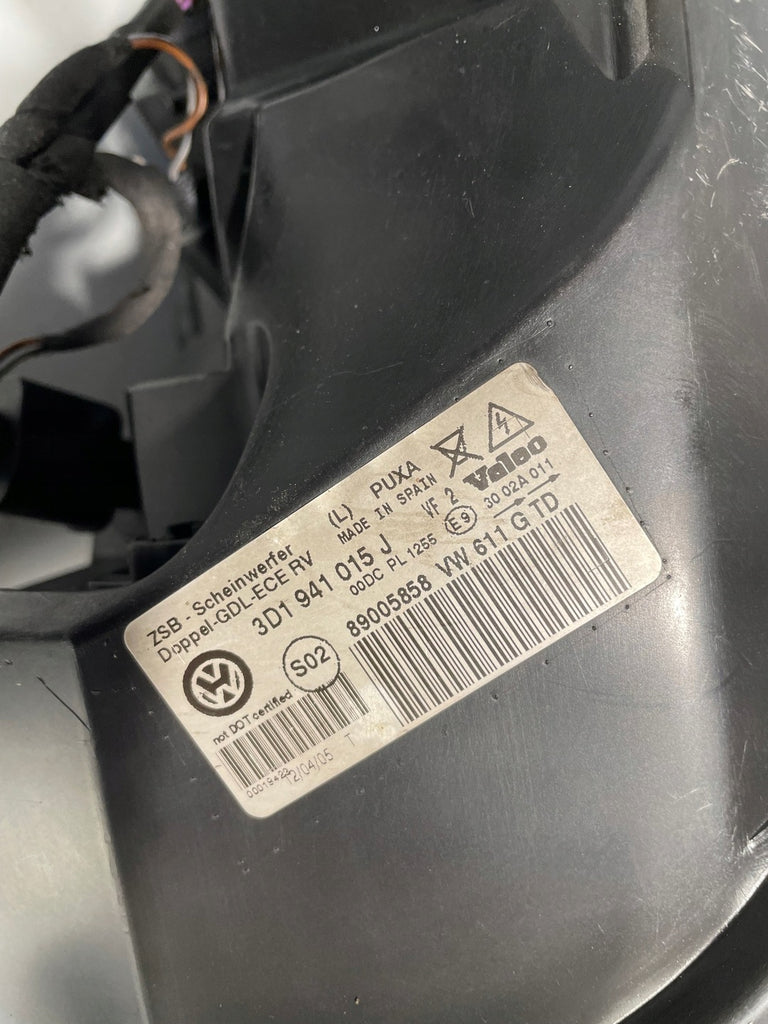 ZSB - Scheinwerfer (L) PUXA
Doppel-GDL-ECE RV MADE IN SPAIN VF 2 Valeo
3D1 941 015 J 00DC PL 1255 E9 30 02A 011
S02 89005858 VW 611 G TD
not DOT certified
00019422 12/04/05 T